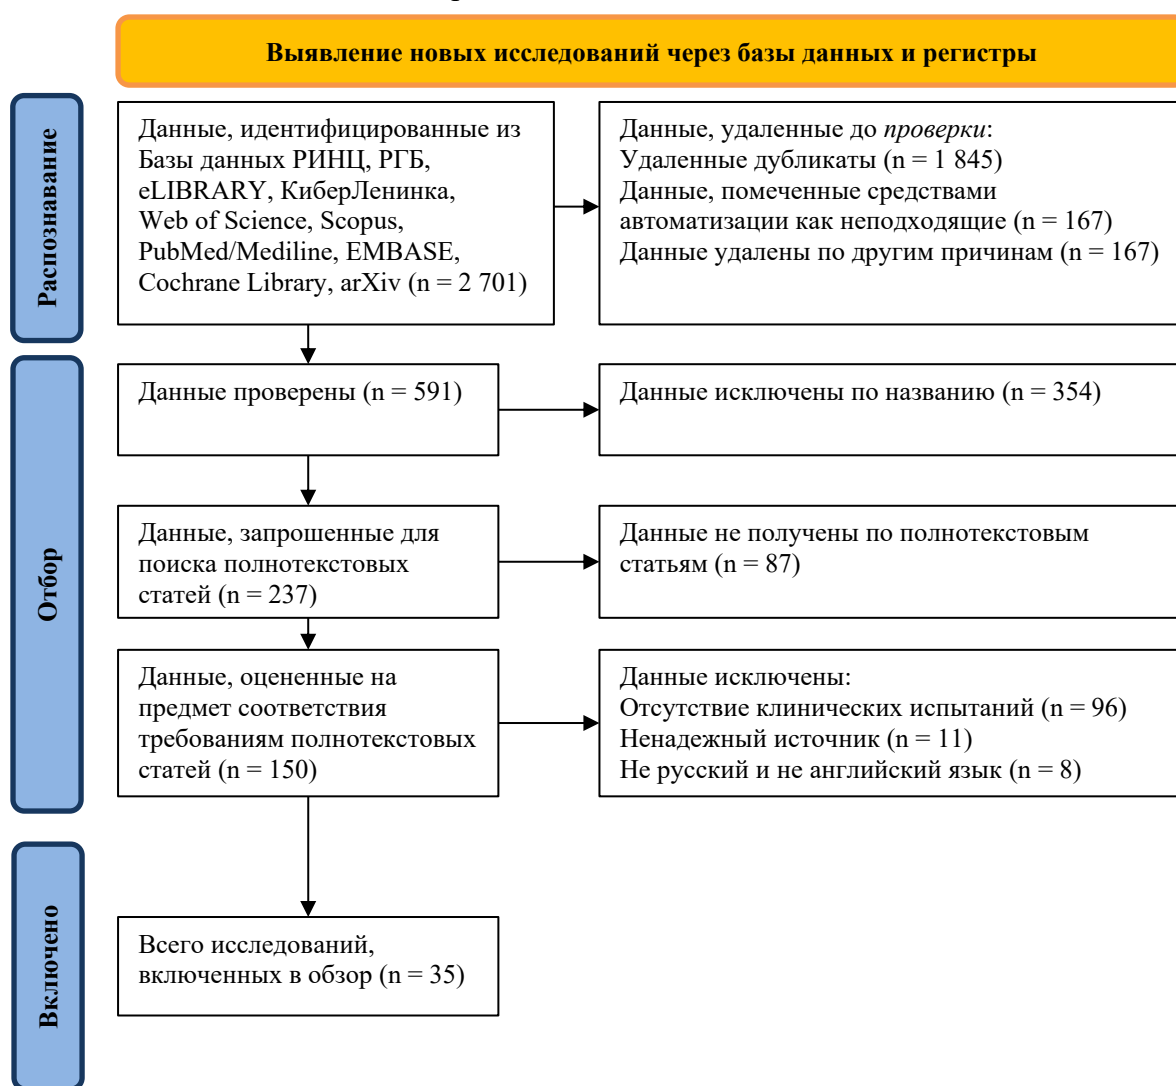 Выявление новых исследований через базы данных и регистры
Распознавание
Данные, идентифицированные из
Базы данных РИНЦ, РГБ,
eLIBRARY, КиберЛенинка,
Web of Science, Scopus,
PubMed/Mediline, EMBASE,
Cochrane Library, arXiv (n = 2 701)
Данные, удаленные до проверки:
Удаленные дубликаты (n = 1 845)
Данные, помеченные средствами
автоматизации как неподходящие (n = 167)
Данные удалены по другим причинам (n = 167)
Отбор
Данные проверены (n = 591)
Данные исключены по названию (n = 354)
Данные, запрошенные для
поиска полнотекстовых
статей (n = 237)
Данные не получены по полнотекстовым
статьям (n = 87)
Данные, оцененные на
предмет соответствия
требованиям полнотекстовых
статей (n = 150)
Данные исключены:
Отсутствие клинических испытаний (n = 96)
Ненадежный источник (n = 11)
Не русский и не английский язык (n = 8)
Включено
Всего исследований,
включенных в обзор (n = 35)